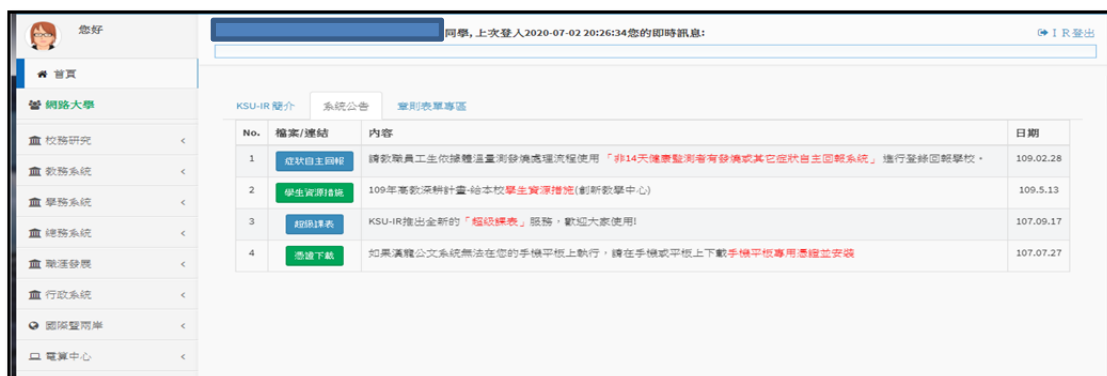 您好
同學, 上次登入2020-07-02 20:26:34您的即時訊息:
I R登出
首頁
網路大學
校務研究
教務系統
學務系統
總務系統
職涯發展
行政系統
國際暨兩岸
電算中心
KSU-IR 簡介 系統公告 章則表單專區
No. 檔案/連結 內容 日期
1 症狀自主回報 請教職員工生依據體溫量測發燒處理流程使用「非14天健康監測者有發燒或其它症狀自主回報系統」 進行登錄回報學校。 109.02.28
2 學生資源措施 109年高教深耕計畫-給本校學生資源措施(創新教學中心) 109.5.13
3 超級課表 KSU-IR推出全新的「超級課表」服務，歡迎大家使用! 107.09.17
4 憑證下載 如果漢龍公文系統無法在您的手機平板上執行，請在手機或平板上下載手機平板專用憑證並安裝 107.07.27